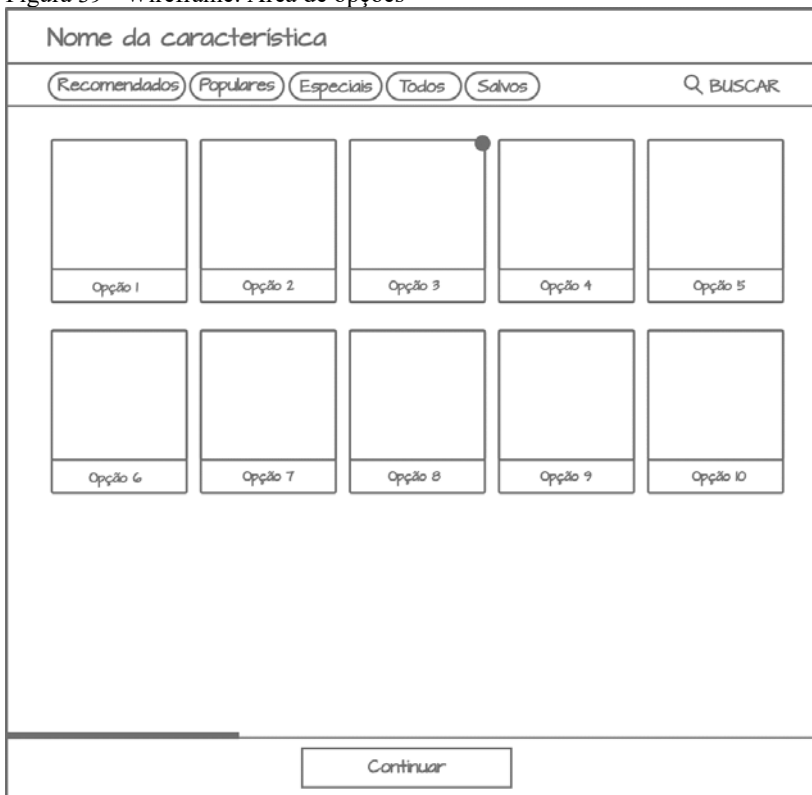 Figura 39 - Wireframe: Área de opções
Nome da característica
Recomendados Populares Especiais Todos Salvos BUSCAR
Opção 1 Opção 2 Opção 3 Opção 4 Opção 5
Opção 6 Opção 7 Opção 8 Opção 9 Opção 10
Continuar